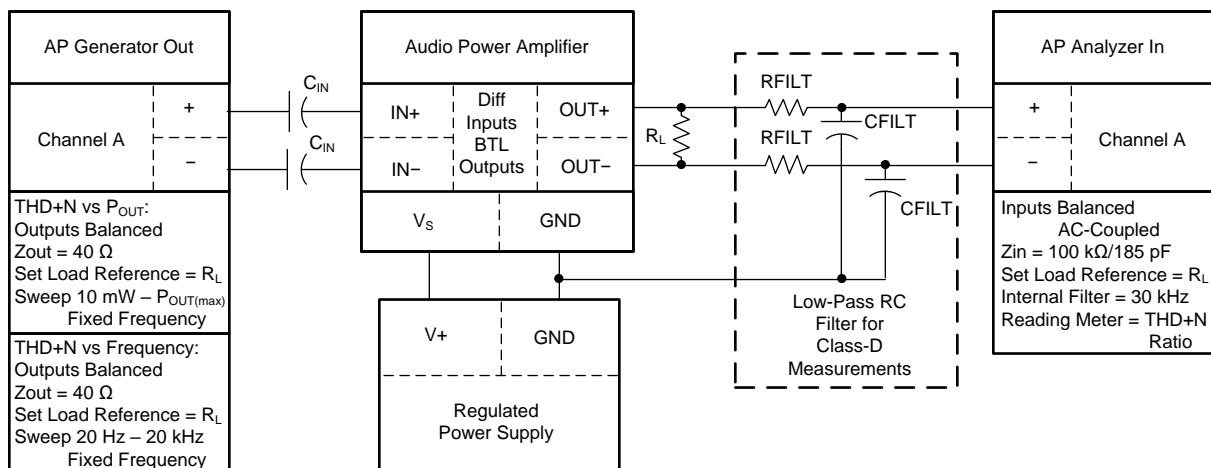 AP Generator Out
Channel A
+
−
THD+N vs POUT:
Outputs Balanced
Zout = 40 Ω
Set Load Reference = RL
Sweep 10 mW – POUT(max)
Fixed Frequency
THD+N vs Frequency:
Outputs Balanced
Zout = 40 Ω
Set Load Reference = RL
Sweep 20 Hz – 20 kHz
Fixed Frequency
CIN
CIN
Audio Power Amplifier
IN+
IN−
Diff
Inputs
BTL
Outputs
OUT+
OUT−
VS
GND
V+
GND
Regulated
Power Supply
RL
RFILT
RFILT
CFILT
CFILT
Low-Pass RC
Filter for
Class-D
Measurements
AP Analyzer In
+
−
Channel A
Inputs Balanced
AC-Coupled
Zin = 100 kΩ/185 pF
Set Load Reference = RL
Internal Filter = 30 kHz
Reading Meter = THD+N
Ratio